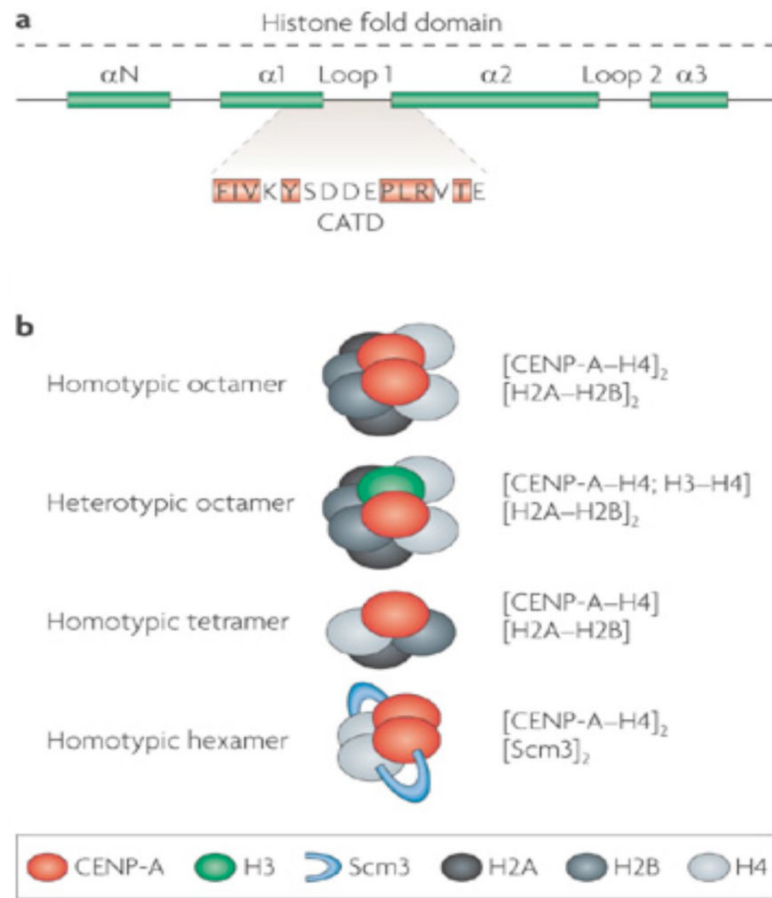 a
Histone fold domain
αN α1 Loop 1 α2 Loop 2 α3
FIVKYSDDEPLRVTE
CATD
b
Homotypic octamer
[CENP-A–H4]₂
[H2A–H2B]₂
Heterotypic octamer
[CENP-A–H4; H3–H4]
[H2A–H2B]₂
Homotypic tetramer
[CENP-A–H4]
[H2A–H2B]
Homotypic hexamer
[CENP-A–H4]₂
[Scm3]₂
CENP-A H3 Scm3 H2A H2B H4